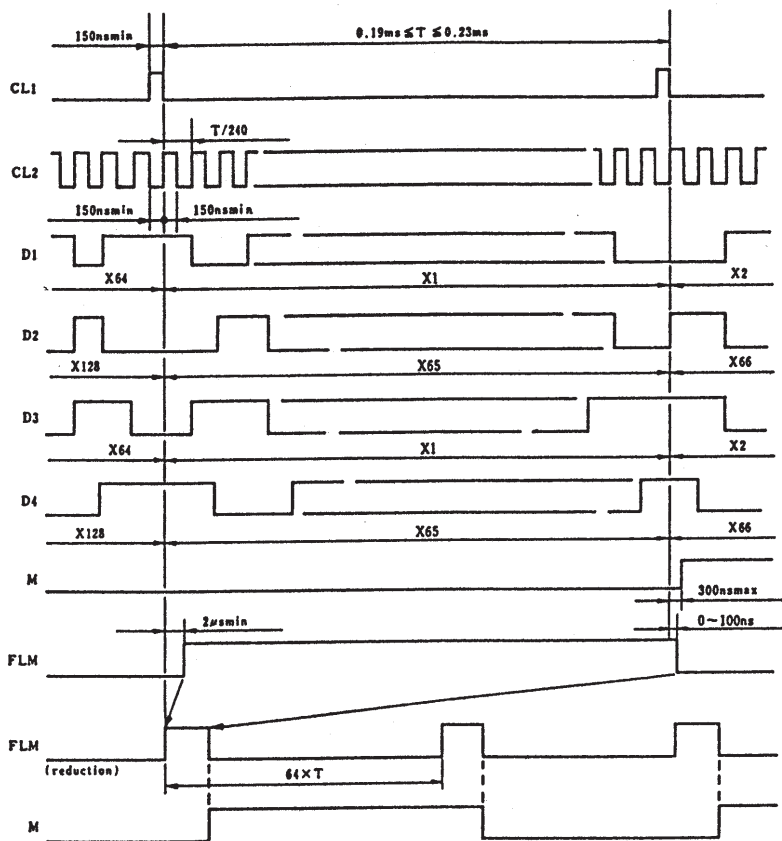 150nsmin 0.19ms≦T≦0.23ms
CL1
T/240
CL2
150nsmin 150nsmin
D1
X64 X1 X2
D2
X128 X65 X66
D3
X64 X1 X2
D4
X128 X65 X66
M
300nsmax
2μsmin 0~100ns
FLM
FLM
(reduction) 64×T
M